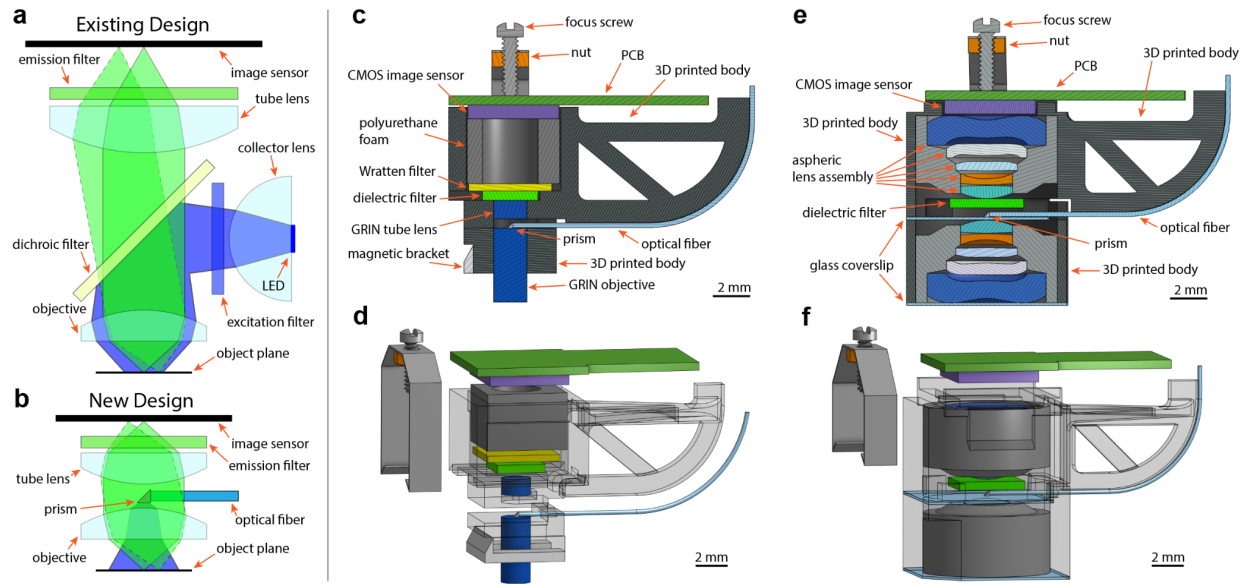 a
Existing Design
emission filter
image sensor
tube lens
collector lens
dichroic filter
LED
objective
excitation filter
object plane
b
New Design
image sensor
emission filter
tube lens
prism
optical fiber
objective
object plane
c
focus screw
nut
PCB
3D printed body
CMOS image sensor
polyurethane
foam
Wratten filter
dielectric filter
GRIN tube lens
prism
optical fiber
magnetic bracket
3D printed body
GRIN objective
2 mm
d
2 mm
e
focus screw
nut
PCB
3D printed body
CMOS image sensor
3D printed body
aspheric
lens assembly
dielectric filter
optical fiber
prism
glass coverslip
3D printed body
2 mm
f
2 mm